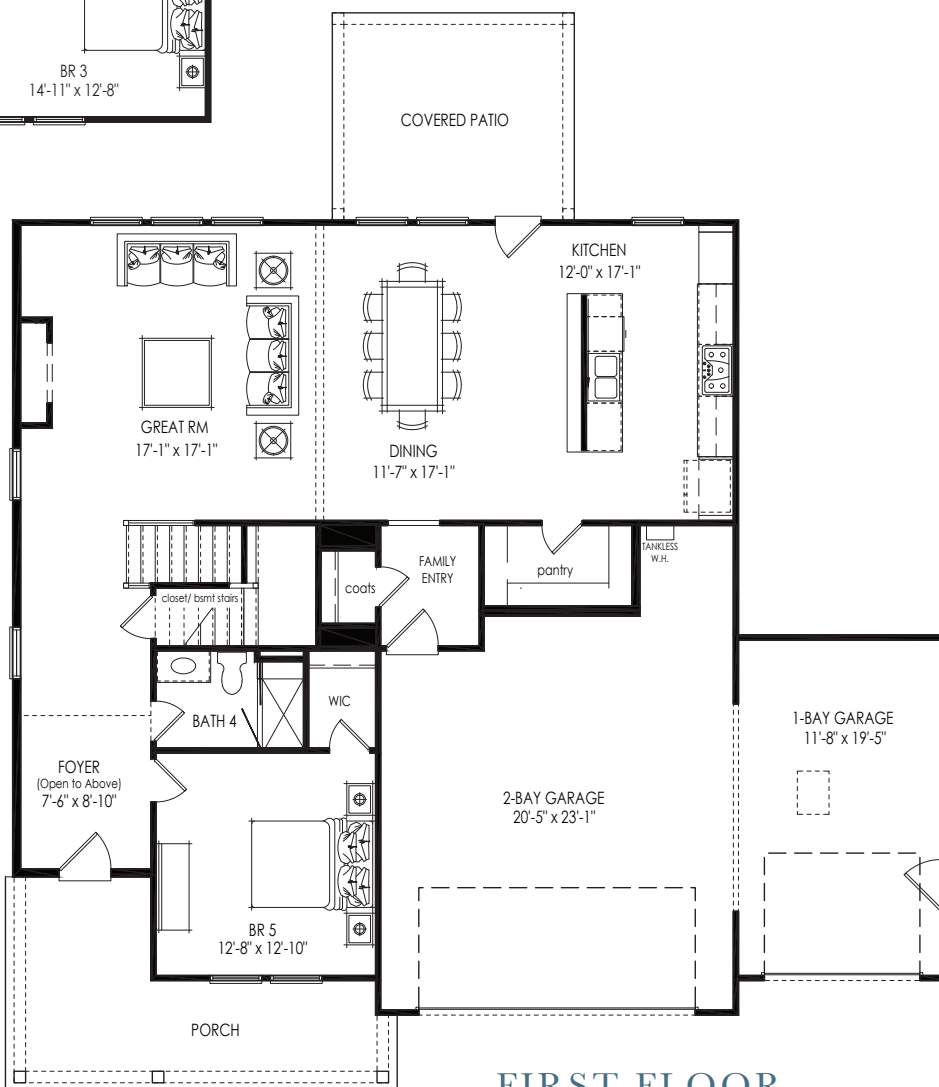 BR 3
14'-11" x 12'-8"
COVERED PATIO
KITCHEN
12'-0" x 17'-1"
GREAT RM
17'-1" x 17'-1"
DINING
11'-7" x 17'-1"
TANKLESS
W.H.
FAMILY
ENTRY
pantry
coats
closet/ bsmt stairs
WIC
BATH 4
1-BAY GARAGE
11'-8" x 19'-5"
FOYER
(Open to Above)
7'-6" x 8'-10"
2-BAY GARAGE
20'-5" x 23'-1"
BR 5
12'-8" x 12'-10"
PORCH
FIRST FLOOR